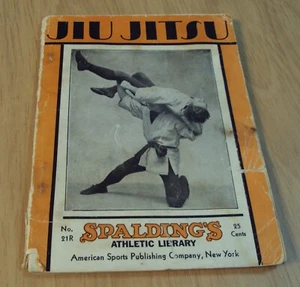 JIU JITSU
No. 21R
SPALDING'S
ATHLETIC LIBRARY
25 Cents
American Sports Publishing Company, New York